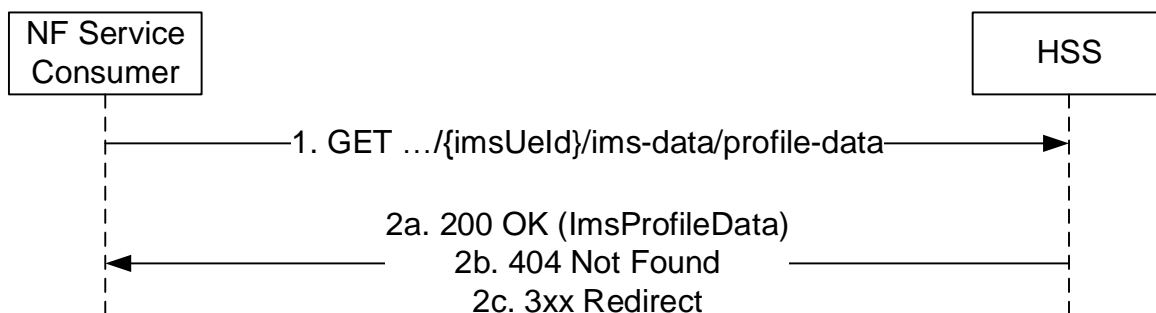 NF Service
Consumer
HSS
1. GET …/{imsUeId}/ims-data/profile-data
2a. 200 OK (ImsProfileData)
2b. 404 Not Found
2c. 3xx Redirect